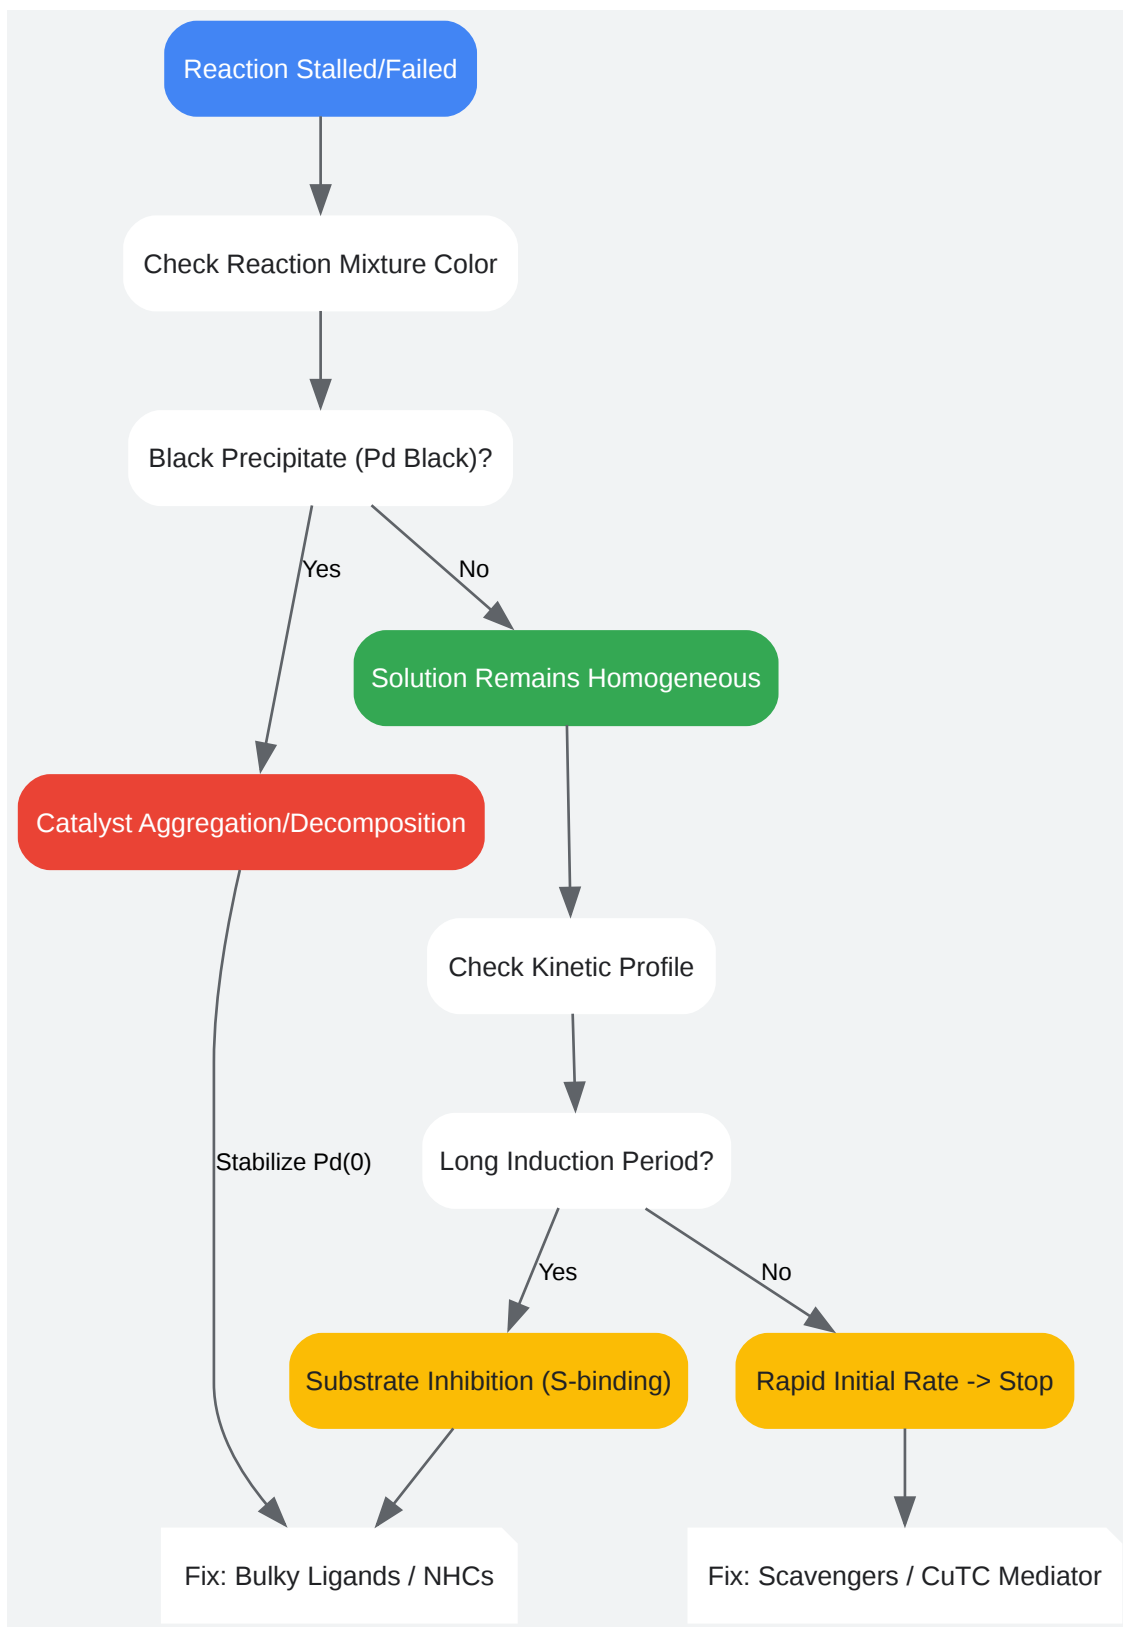 Reaction Stalled/Failed
Check Reaction Mixture Color
Black Precipitate (Pd Black)?
Yes
No
Solution Remains Homogeneous
Catalyst Aggregation/Decomposition
Check Kinetic Profile
Stabilize Pd(0)
Long Induction Period?
Yes
No
Substrate Inhibition (S-binding)
Rapid Initial Rate -> Stop
Fix: Bulky Ligands / NHCs
Fix: Scavengers / CuTC Mediator